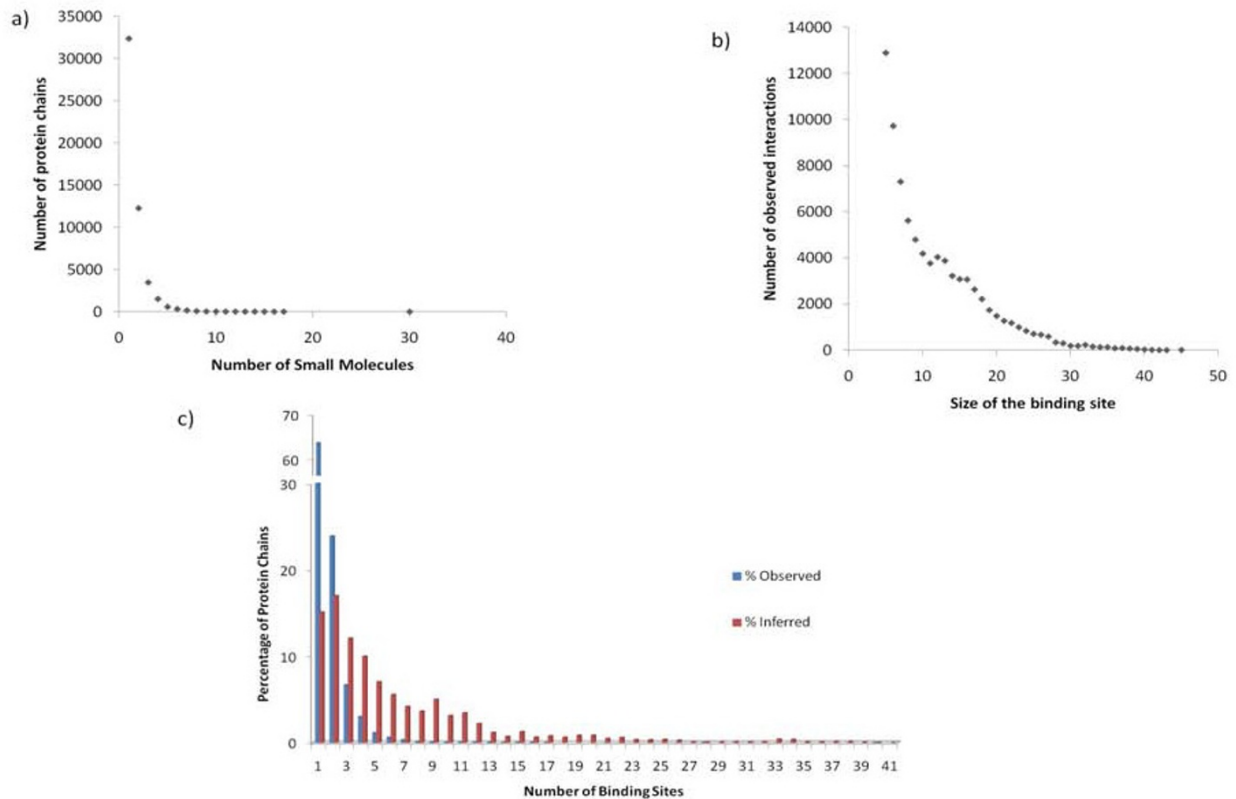 a)
35000
30000
25000
20000
15000
10000
5000
0
Number of protein chains
0 10 20 30 40
Number of Small Molecules
b)
14000
12000
10000
8000
6000
4000
2000
0
Number of observed interactions
0 10 20 30 40 50
Size of the binding site
c)
70
60
30
20
10
0
Percentage of Protein Chains
% Observed
% Inferred
1 3 5 7 9 11 13 15 17 19 21 23 25 27 29 31 33 35 37 39 41
Number of Binding Sites